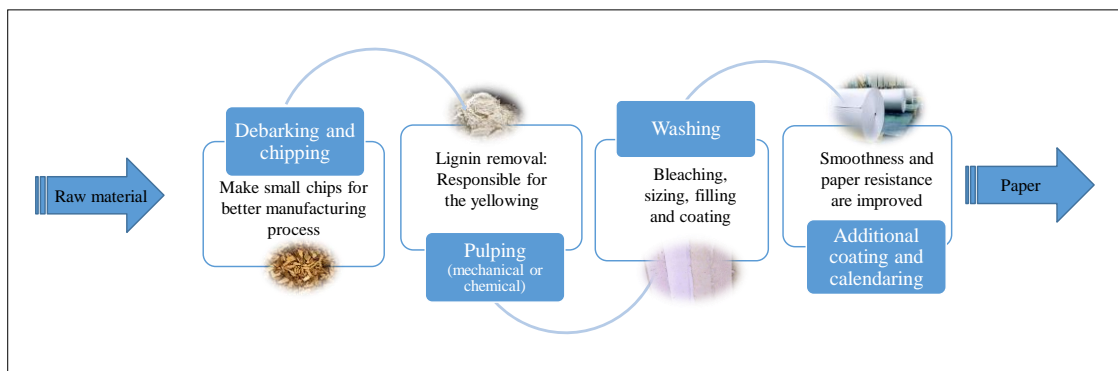 Raw material
Debarking and
chipping
Make small chips for
better manufacturing
process
Lignin removal:
Responsible for
the yellowing
Pulping
(mechanical or
chemical)
Washing
Bleaching,
sizing, filling
and coating
Smoothness and
paper resistance
are improved
Additional
coating and
calendaring
Paper